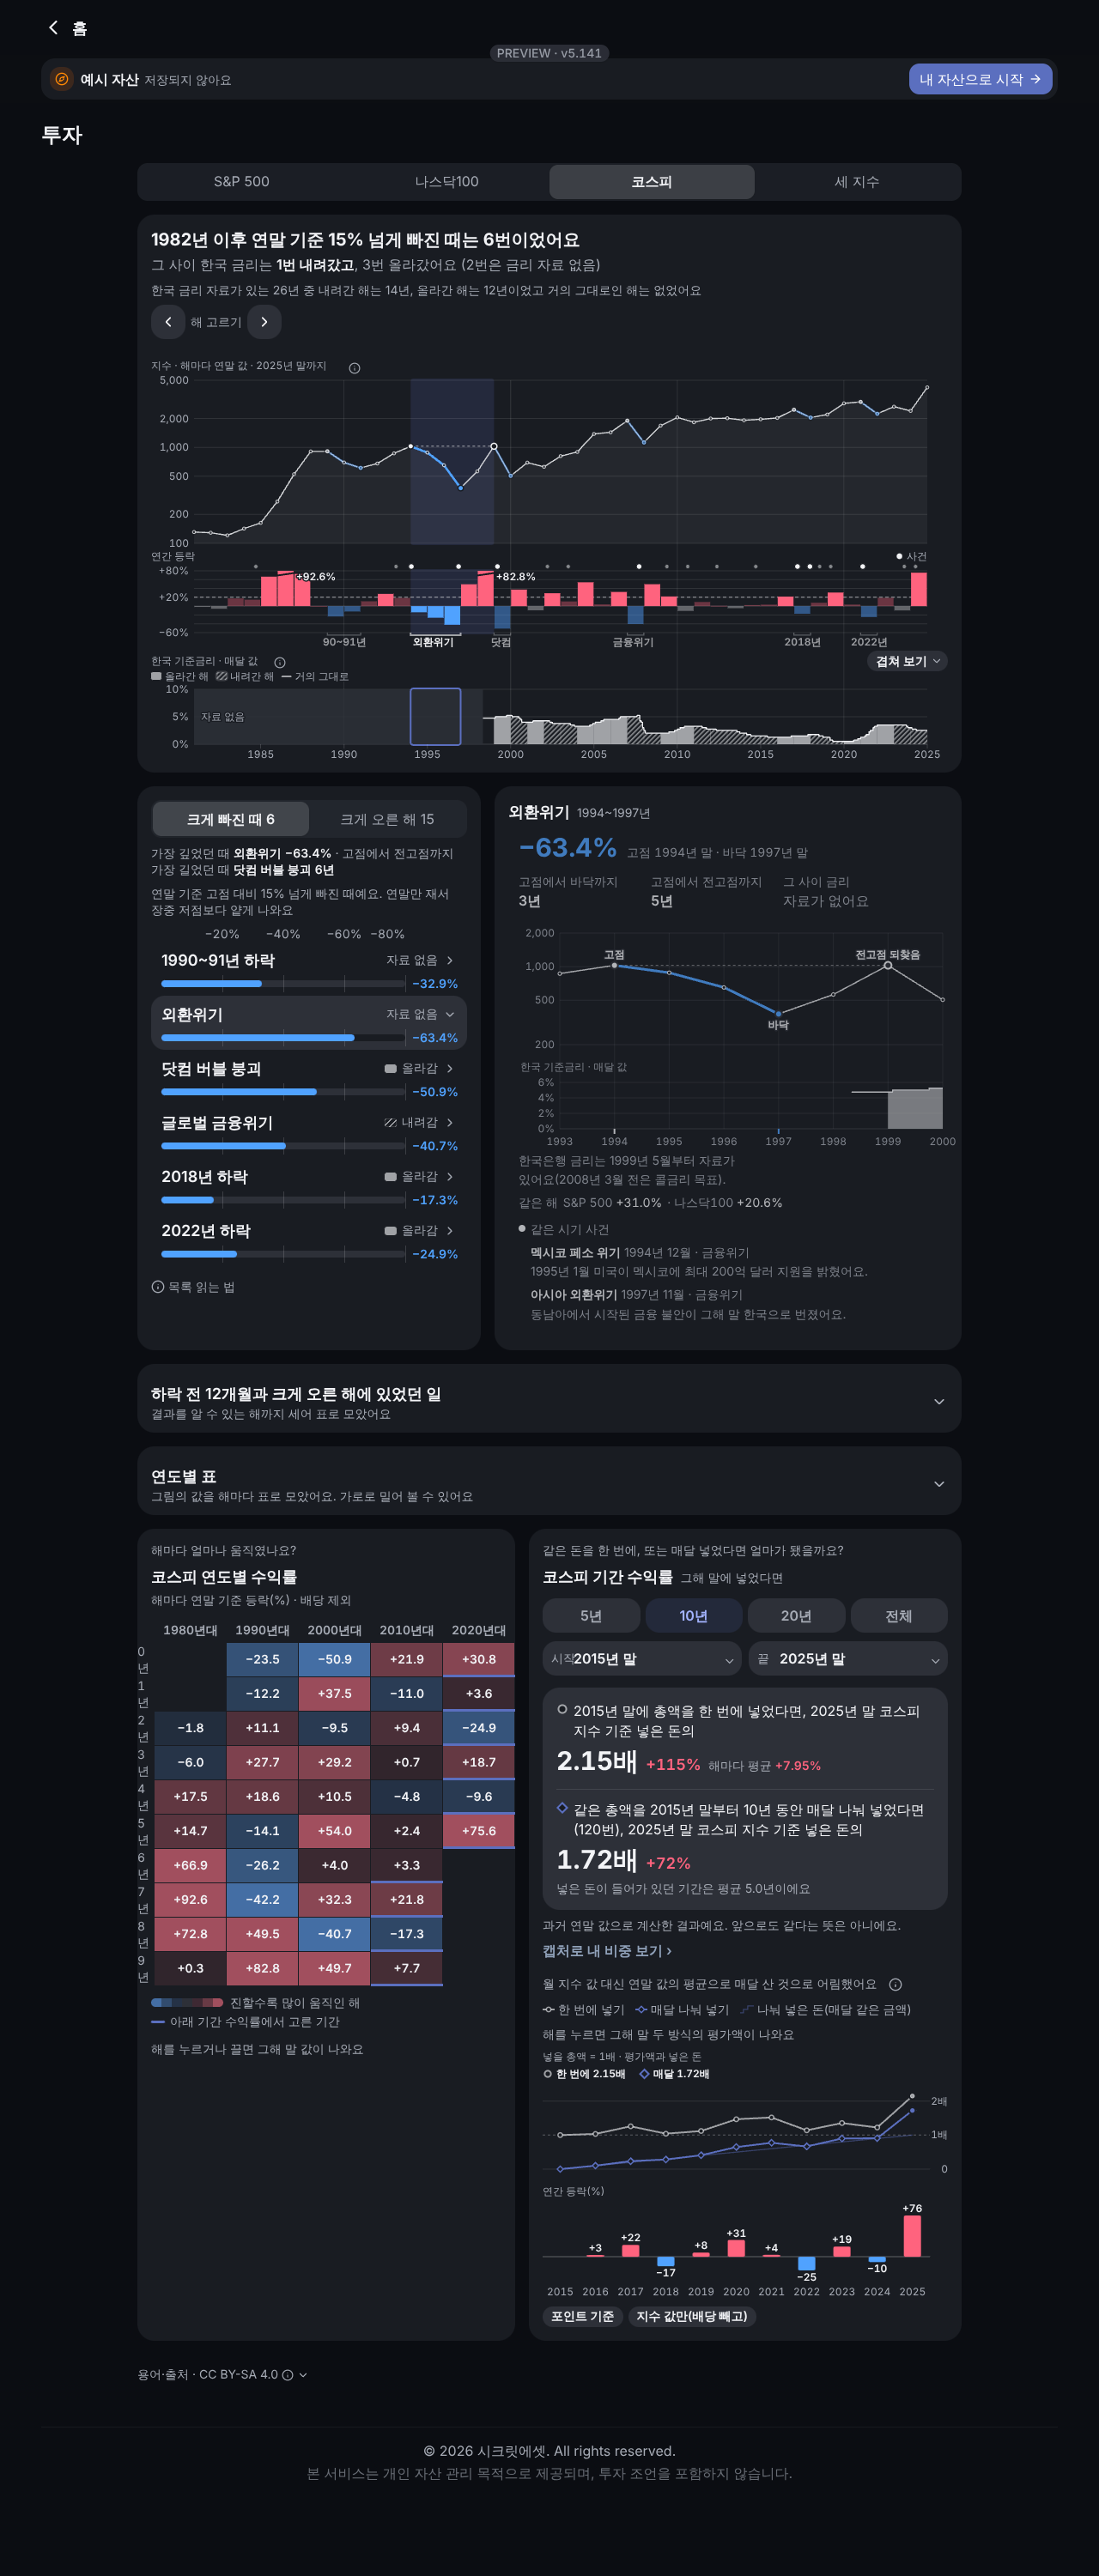 홈
PREVIEW · v5.141
예시 자산 저장되지 않아요
내 자산으로 시작 →
투자
S&P 500
나스닥100
코스피
세 지수
1982년 이후 연말 기준 15% 넘게 빠진 때는 6번이었어요
그 사이 한국 금리는 1번 내려갔고, 3번 올라갔어요 (2번은 금리 자료 없음)
한국 금리 자료가 있는 26년 중 내려간 해는 14년, 올라간 해는 12년이었고 거의 그대로인 해는 없었어요
해 고르기
지수 · 해마다 연말 값 · 2025년 말까지
5,000
2,000
1,000
500
200
100
연간 등락
사건
+80%
+92.6%
+82.8%
+20%
−60%
90~91년
외환위기
닷컴
금융위기
2018년
2022년
한국 기준금리 · 매달 값
겹쳐 보기
올라간 해
내려간 해
거의 그대로
10%
5%
자료 없음
0%
1985
1990
1995
2000
2005
2010
2015
2020
2025
크게 빠진 때 6
크게 오른 해 15
가장 깊었던 때 외환위기 −63.4% · 고점에서 전고점까지
가장 길었던 때 닷컴 버블 붕괴 6년
연말 기준 고점 대비 15% 넘게 빠진 때예요. 연말만 재서
장중 저점보다 얕게 나와요
−20%
−40%
−60%
−80%
1990~91년 하락
자료 없음
−32.9%
외환위기
자료 없음
−63.4%
닷컴 버블 붕괴
올라감
−50.9%
글로벌 금융위기
내려감
−40.7%
2018년 하락
올라감
−17.3%
2022년 하락
올라감
−24.9%
목록 읽는 법
외환위기 1994~1997년
−63.4% 고점 1994년 말 · 바닥 1997년 말
고점에서 바닥까지
고점에서 전고점까지
그 사이 금리
3년
5년
자료가 없어요
2,000
1,000
500
200
고점
전고점 되찾음
바닥
한국 기준금리 · 매달 값
6%
4%
2%
0%
1993
1994
1995
1996
1997
1998
1999
2000
한국은행 금리는 1999년 5월부터 자료가
있어요(2008년 3월 전은 콜금리 목표).
같은 해 S&P 500 +31.0% · 나스닥100 +20.6%
같은 시기 사건
멕시코 페소 위기 1994년 12월 · 금융위기
1995년 1월 미국이 멕시코에 최대 200억 달러 지원을 밝혔어요.
아시아 외환위기 1997년 11월 · 금융위기
동남아에서 시작된 금융 불안이 그해 말 한국으로 번졌어요.
하락 전 12개월과 크게 오른 해에 있었던 일
결과를 알 수 있는 해까지 세어 표로 모았어요
연도별 표
그림의 값을 해마다 표로 모았어요. 가로로 밀어 볼 수 있어요
해마다 얼마나 움직였나요?
코스피 연도별 수익률
해마다 연말 기준 등락(%) · 배당 제외
1980년대 1990년대 2000년대 2010년대 2020년대
0년 −23.5 −50.9 +21.9 +30.8
1년 −12.2 +37.5 −11.0 +3.6
2년 −1.8 +11.1 −9.5 +9.4 −24.9
3년 −6.0 +27.7 +29.2 +0.7 +18.7
4년 +17.5 +18.6 +10.5 −4.8 −9.6
5년 +14.7 −14.1 +54.0 +2.4 +75.6
6년 +66.9 −26.2 +4.0 +3.3
7년 +92.6 −42.2 +32.3 +21.8
8년 +72.8 +49.5 −40.7 −17.3
9년 +0.3 +82.8 +49.7 +7.7
진할수록 많이 움직인 해
아래 기간 수익률에서 고른 기간
해를 누르거나 끌면 그해 말 값이 나와요
같은 돈을 한 번에, 또는 매달 넣었다면 얼마가 됐을까요?
코스피 기간 수익률 그해 말에 넣었다면
5년
10년
20년
전체
시작 2015년 말
끝 2025년 말
2015년 말에 총액을 한 번에 넣었다면, 2025년 말 코스피
지수 기준 넣은 돈의
2.15배 +115% 해마다 평균 +7.95%
같은 총액을 2015년 말부터 10년 동안 매달 나눠 넣었다면
(120번), 2025년 말 코스피 지수 기준 넣은 돈의
1.72배 +72%
넣은 돈이 들어가 있던 기간은 평균 5.0년이에요
과거 연말 값으로 계산한 결과예요. 앞으로도 같다는 뜻은 아니에요.
캡처로 내 비중 보기 ›
월 지수 값 대신 연말 값의 평균으로 매달 산 것으로 어림했어요
한 번에 넣기
매달 나눠 넣기
나눠 넣은 돈(매달 같은 금액)
해를 누르면 그해 말 두 방식의 평가액이 나와요
넣을 총액 = 1배 · 평가액과 넣은 돈
한 번에 2.15배
매달 1.72배
2배
1배
0
연간 등락(%)
+3
+22
−17
+8
+31
+4
−25
+19
−10
+76
2015 2016 2017 2018 2019 2020 2021 2022 2023 2024 2025
포인트 기준
지수 값만(배당 빼고)
용어·출처 · CC BY-SA 4.0
© 2026 시크릿에셋. All rights reserved.
본 서비스는 개인 자산 관리 목적으로 제공되며, 투자 조언을 포함하지 않습니다.